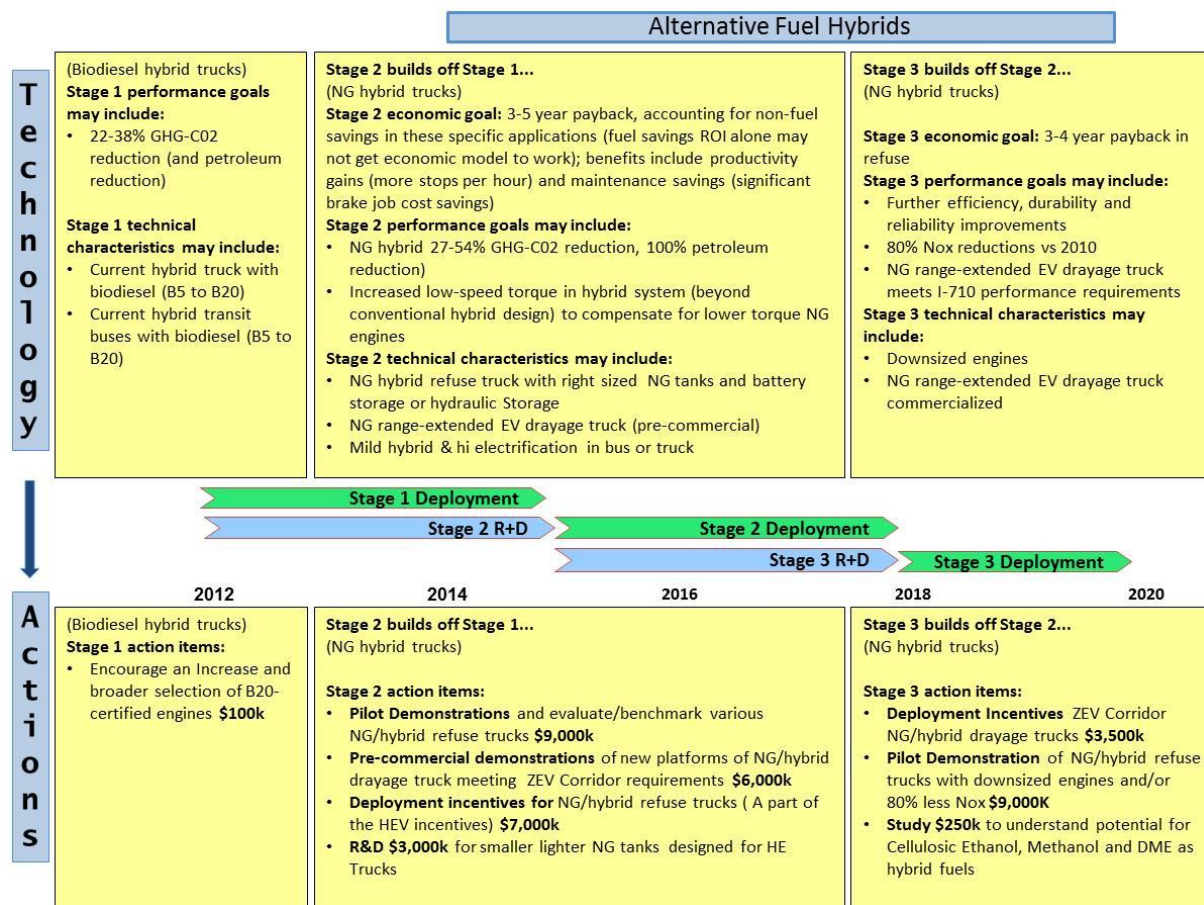 Alternative Fuel Hybrids
Technology
(Biodiesel hybrid trucks)
Stage 1 performance goals
may include:
• 22-38% GHG-C02
reduction (and petroleum
reduction)
Stage 1 technical
characteristics may include:
• Current hybrid truck with
biodiesel (B5 to B20)
• Current hybrid transit
buses with biodiesel (B5 to
B20)
Stage 2 builds off Stage 1...
(NG hybrid trucks)
Stage 2 economic goal: 3-5 year payback, accounting for non-fuel
savings in these specific applications (fuel savings ROI alone may
not get economic model to work); benefits include productivity
gains (more stops per hour) and maintenance savings (significant
brake job cost savings)
Stage 2 performance goals may include:
• NG hybrid 27-54% GHG-C02 reduction, 100% petroleum
reduction)
• Increased low-speed torque in hybrid system (beyond
conventional hybrid design) to compensate for lower torque NG
engines
Stage 2 technical characteristics may include:
• NG hybrid refuse truck with right sized NG tanks and battery
storage or hydraulic Storage
• NG range-extended EV drayage truck (pre-commercial)
• Mild hybrid & hi electrification in bus or truck
Stage 3 builds off Stage 2...
(NG hybrid trucks)
Stage 3 economic goal: 3-4 year payback in
refuse
Stage 3 performance goals may include:
• Further efficiency, durability and
reliability improvements
• 80% Nox reductions vs 2010
• NG range-extended EV drayage truck
meets I-710 performance requirements
Stage 3 technical characteristics may
include:
• Downsized engines
• NG range-extended EV drayage truck
commercialized
Stage 1 Deployment
Stage 2 R+D
Stage 2 Deployment
Stage 3 R+D
Stage 3 Deployment
2012 2014 2016 2018 2020
Actions
(Biodiesel hybrid trucks)
Stage 1 action items:
• Encourage an Increase and
broader selection of B20-
certified engines $100k
Stage 2 builds off Stage 1...
(NG hybrid trucks)
Stage 2 action items:
• Pilot Demonstrations and evaluate/benchmark various
NG/hybrid refuse trucks $9,000k
• Pre-commercial demonstrations of new platforms of NG/hybrid
drayage truck meeting ZEV Corridor requirements $6,000k
• Deployment incentives for NG/hybrid refuse trucks ( A part of
the HEV incentives) $7,000k
• R&D $3,000k for smaller lighter NG tanks designed for HE
Trucks
Stage 3 builds off Stage 2...
(NG hybrid trucks)
Stage 3 action items:
• Deployment Incentives ZEV Corridor
NG/hybrid drayage trucks $3,500k
• Pilot Demonstration of NG/hybrid refuse
trucks with downsized engines and/or
80% less Nox $9,000K
• Study $250k to understand potential for
Cellulosic Ethanol, Methanol and DME as
hybrid fuels